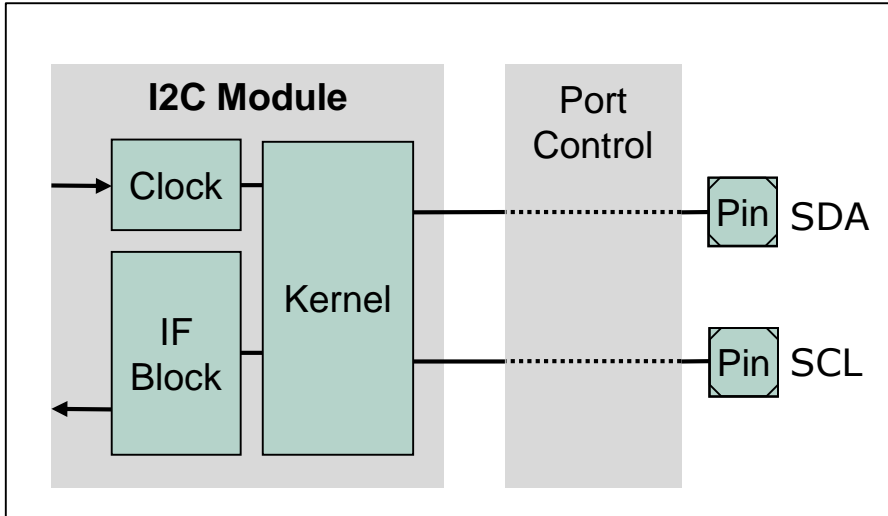 I2C Module
Port
Control
Clock
Pin SDA
Kernel
IF
Block
Pin SCL